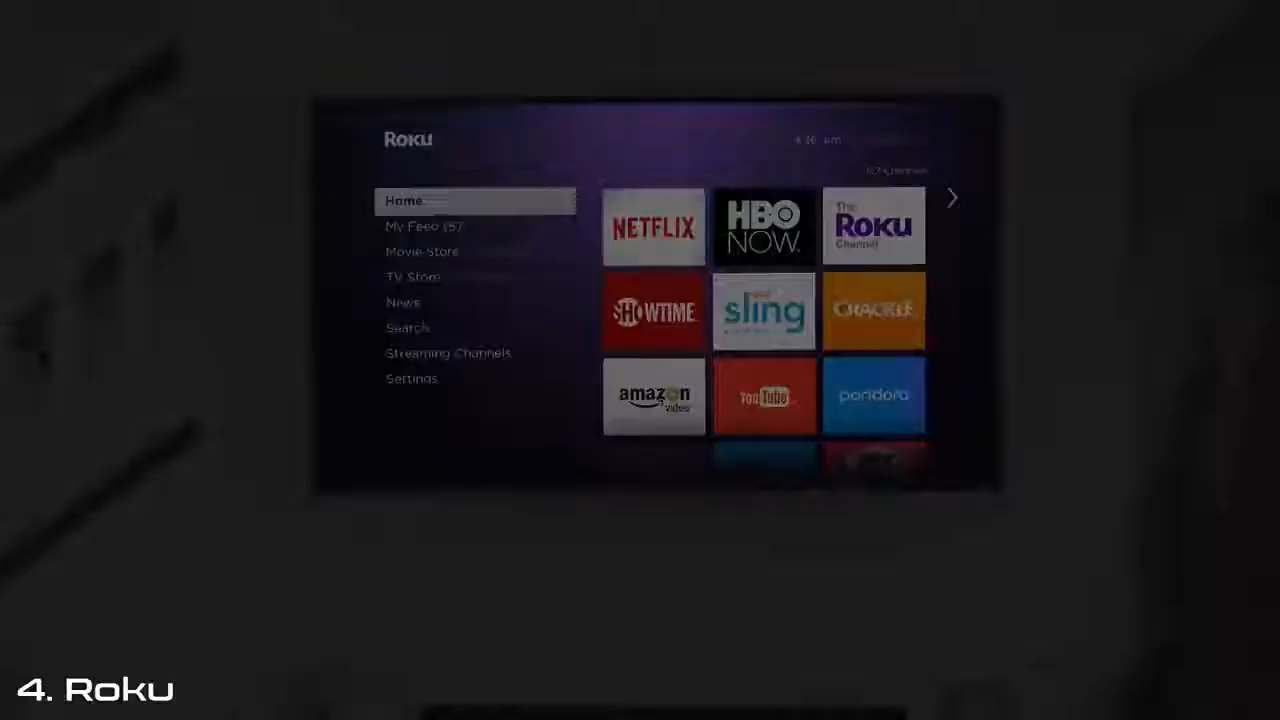 Roku
Home
My Feed (5)
Movie Store
TV Store
News
Search
Streaming Channels
Settings
NETFLIX
HBO
NOW
The
Roku
Channel
SHOWTIME
sling
CRACKLE
amazon
video
YouTube
pandora
4. Roku